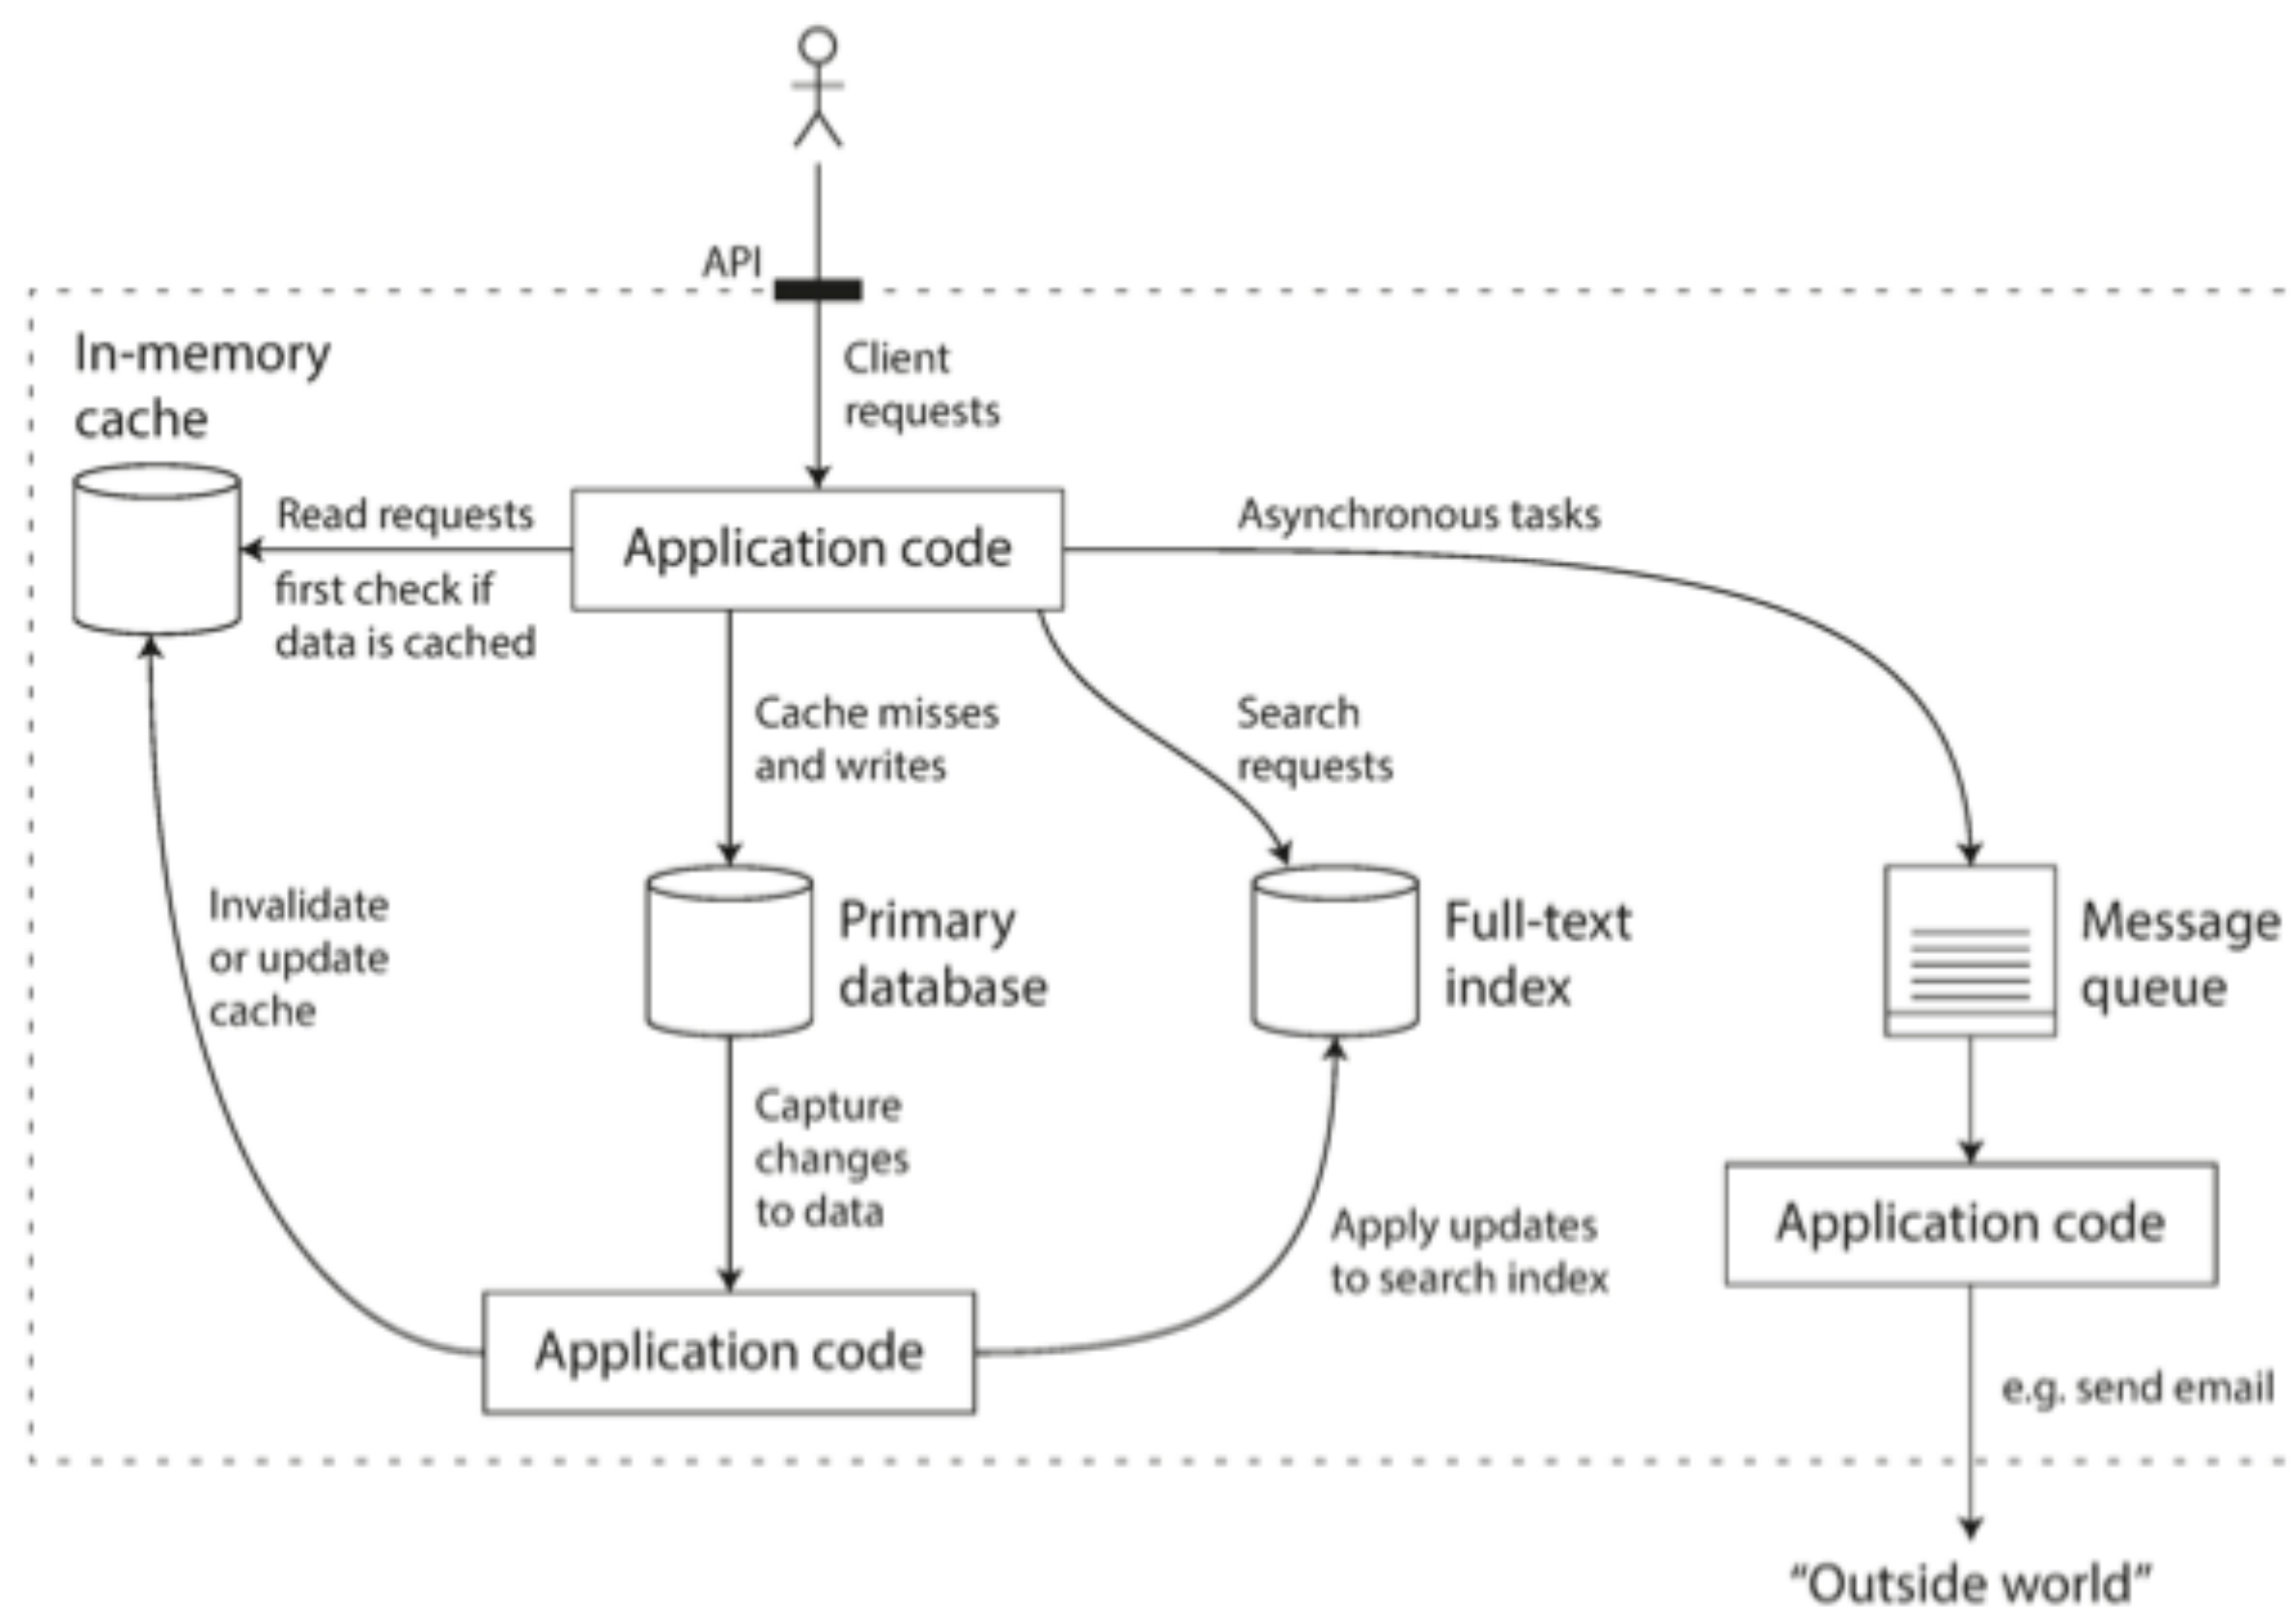 API
Client
requests
In-memory
cache
Read requests
first check if
data is cached
Application code
Asynchronous tasks
Cache misses
and writes
Search
requests
Invalidate
or update
cache
Primary
database
Full-text
index
Message
queue
Capture
changes
to data
Apply updates
to search index
Application code
Application code
e.g. send email
“Outside world”